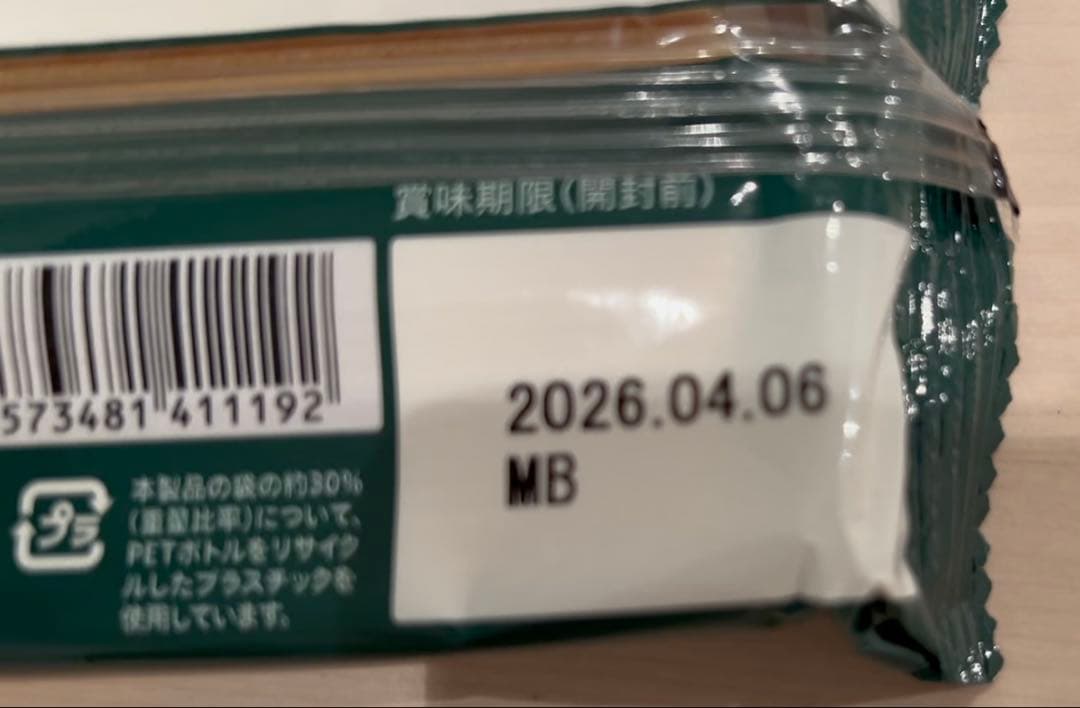 賞味期限(開封前)
573481 411192
2026.04.06
MB
プラ
本製品の袋の約30%
(重量比率)について、
PETボトルをリサイク
ルしたプラスチックを
使用しています。